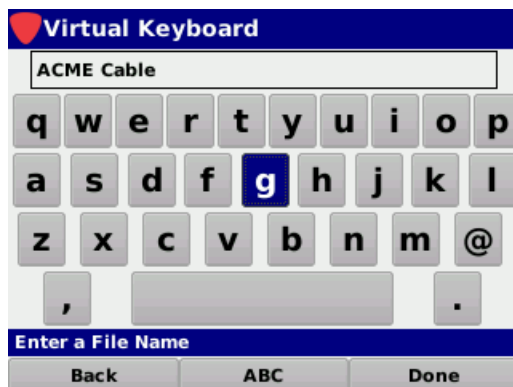 Virtual Keyboard
ACME Cable
q w e r t y u i o p
a s d f g h j k l
z x c v b n m @
, .
Enter a File Name
Back ABC Done